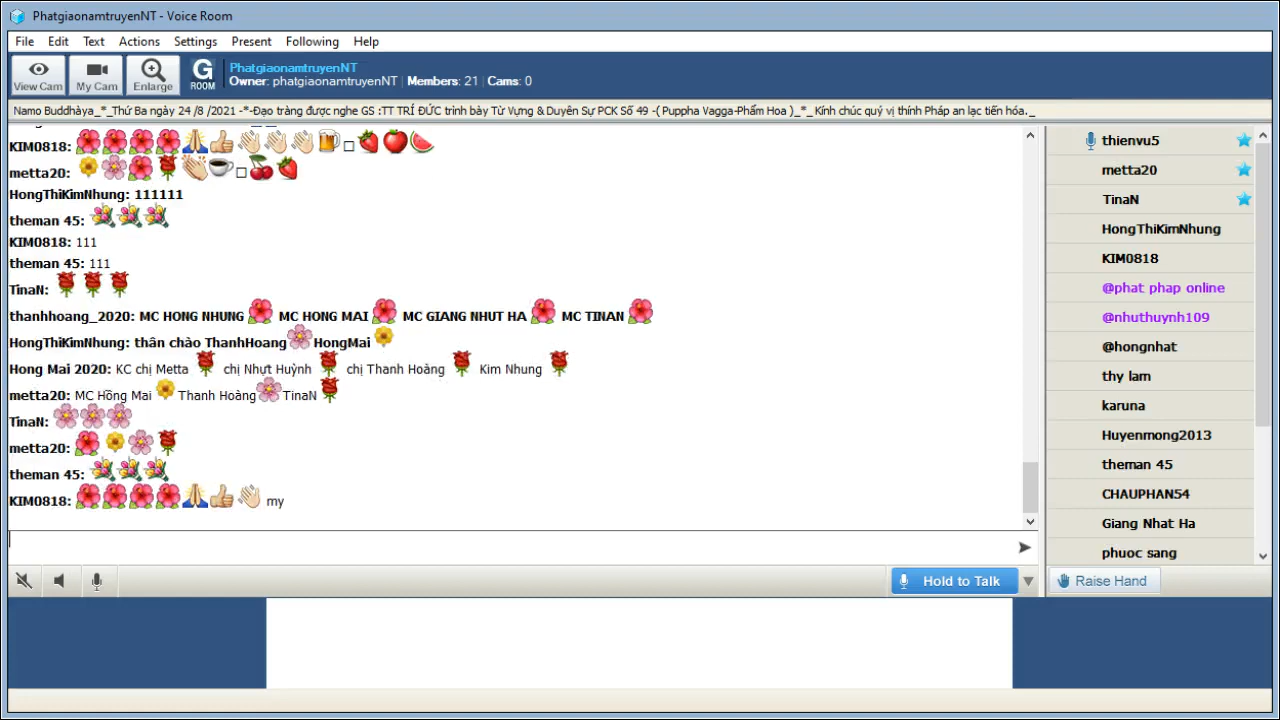 PhatgiaonamtruyenNT - Voice Room
File Edit Text Actions Settings Present Following Help
View Cam My Cam Enlarge G ROOM
PhatgiaonamtruyenNT
Owner: phatgiaonamtruyenNT | Members: 21 | Cams: 0
Namo Buddhàya_*_Thứ Ba ngày 24 /8 /2021 -*-Đạo tràng được nghe GS :TT TRÍ ĐỨC trình bày Từ Vựng & Duyên Sự PCK Số 49 -( Puppha Vagga-Phẩm Hoa )_*_Kính chúc quý vị thính Pháp an lạc tiến hóa._
KIM0818:
metta20:
HongThiKimNhung: 111111
theman 45:
KIM0818: 111
theman 45: 111
TinaN:
thanhhoang_2020: MC HONG NHUNG MC HONG MAI MC GIANG NHUT HA MC TINAN
HongThiKimNhung: thân chào ThanhHoang HongMai
Hong Mai 2020: KC chị Metta chị Nhựt Huỳnh chị Thanh Hoàng Kim Nhung
metta20: MC Hồng Mai Thanh Hoàng TinaN
TinaN:
metta20:
theman 45:
KIM0818: my
thienvu5
metta20
TinaN
HongThiKimNhung
KIM0818
@phat phap online
@nhuthuynh109
@hongnhat
thy lam
karuna
Huyenmong2013
theman 45
CHAUPHAN54
Giang Nhat Ha
phuoc sang
Hold to Talk
Raise Hand